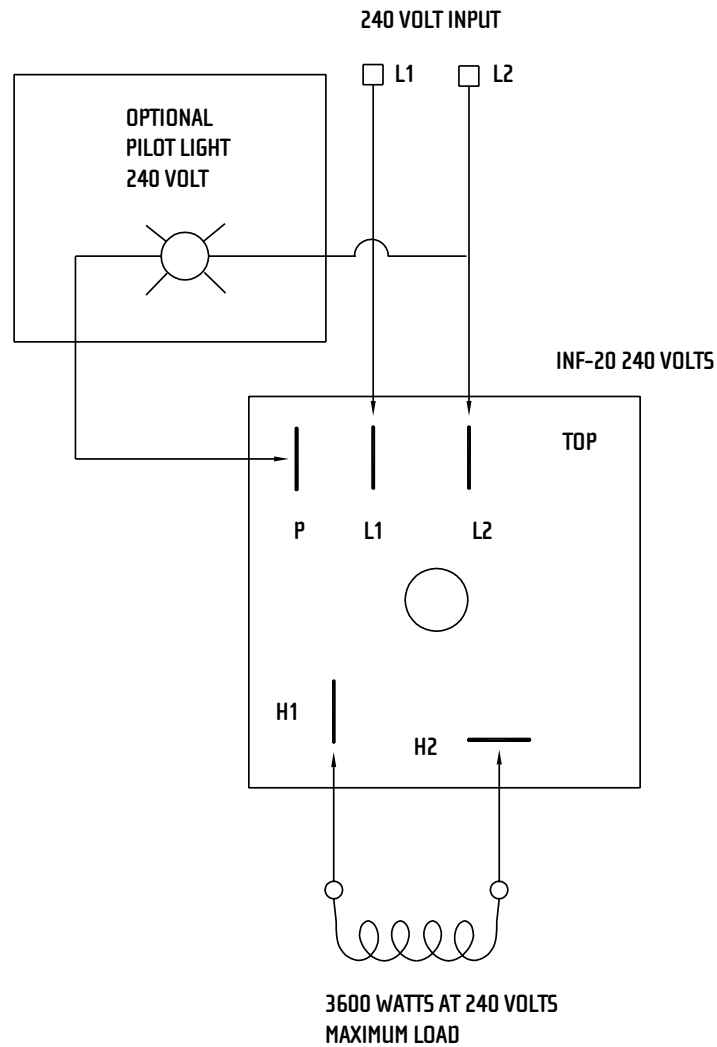 240 VOLT INPUT
L1
L2
OPTIONAL
PILOT LIGHT
240 VOLT
INF-20 240 VOLTS
TOP
P
L1
L2
H1
H2
3600 WATTS AT 240 VOLTS
MAXIMUM LOAD